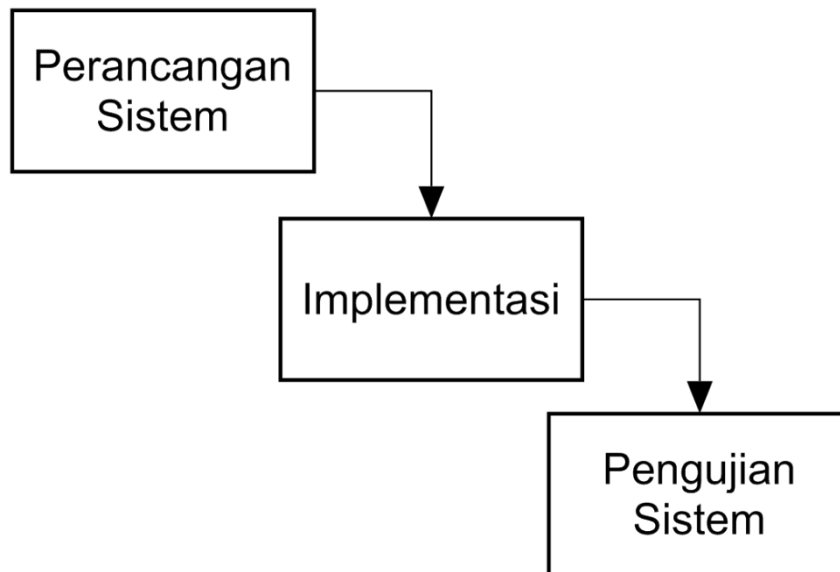 Perancangan
Sistem
Implementasi
Pengujian
Sistem